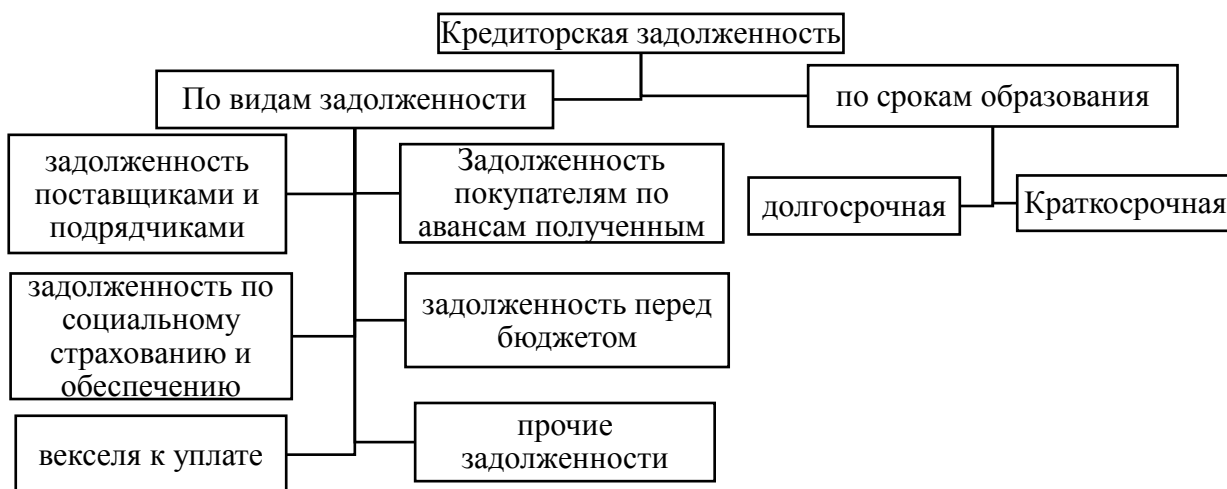 Кредиторская задолженность
По видам задолженности
по срокам образования
задолженность
поставщиками и
подрядчиками
Задолженность
покупателям по
авансам полученным
долгосрочная
Краткосрочная
задолженность по
социальному
страхованию и
обеспечению
задолженность перед
бюджетом
векселя к уплате
прочие
задолженности